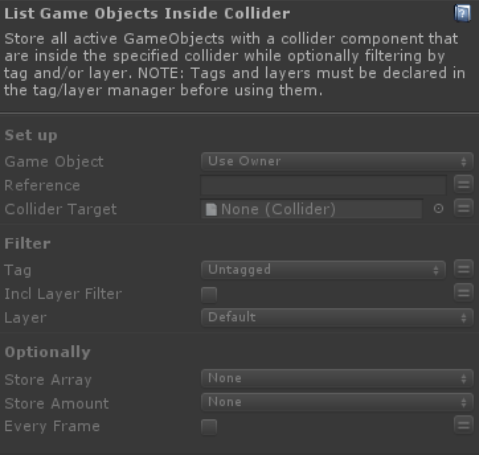 List Game Objects Inside Collider
Store all active GameObjects with a collider component that
are inside the specified collider while optionally filtering by
tag and/or layer. NOTE: Tags and layers must be declared in
the tag/layer manager before using them.
Set up
Game Object Use Owner
Reference
Collider Target None (Collider)
Filter
Tag Untagged
Incl Layer Filter
Layer Default
Optionally
Store Array None
Store Amount None
Every Frame